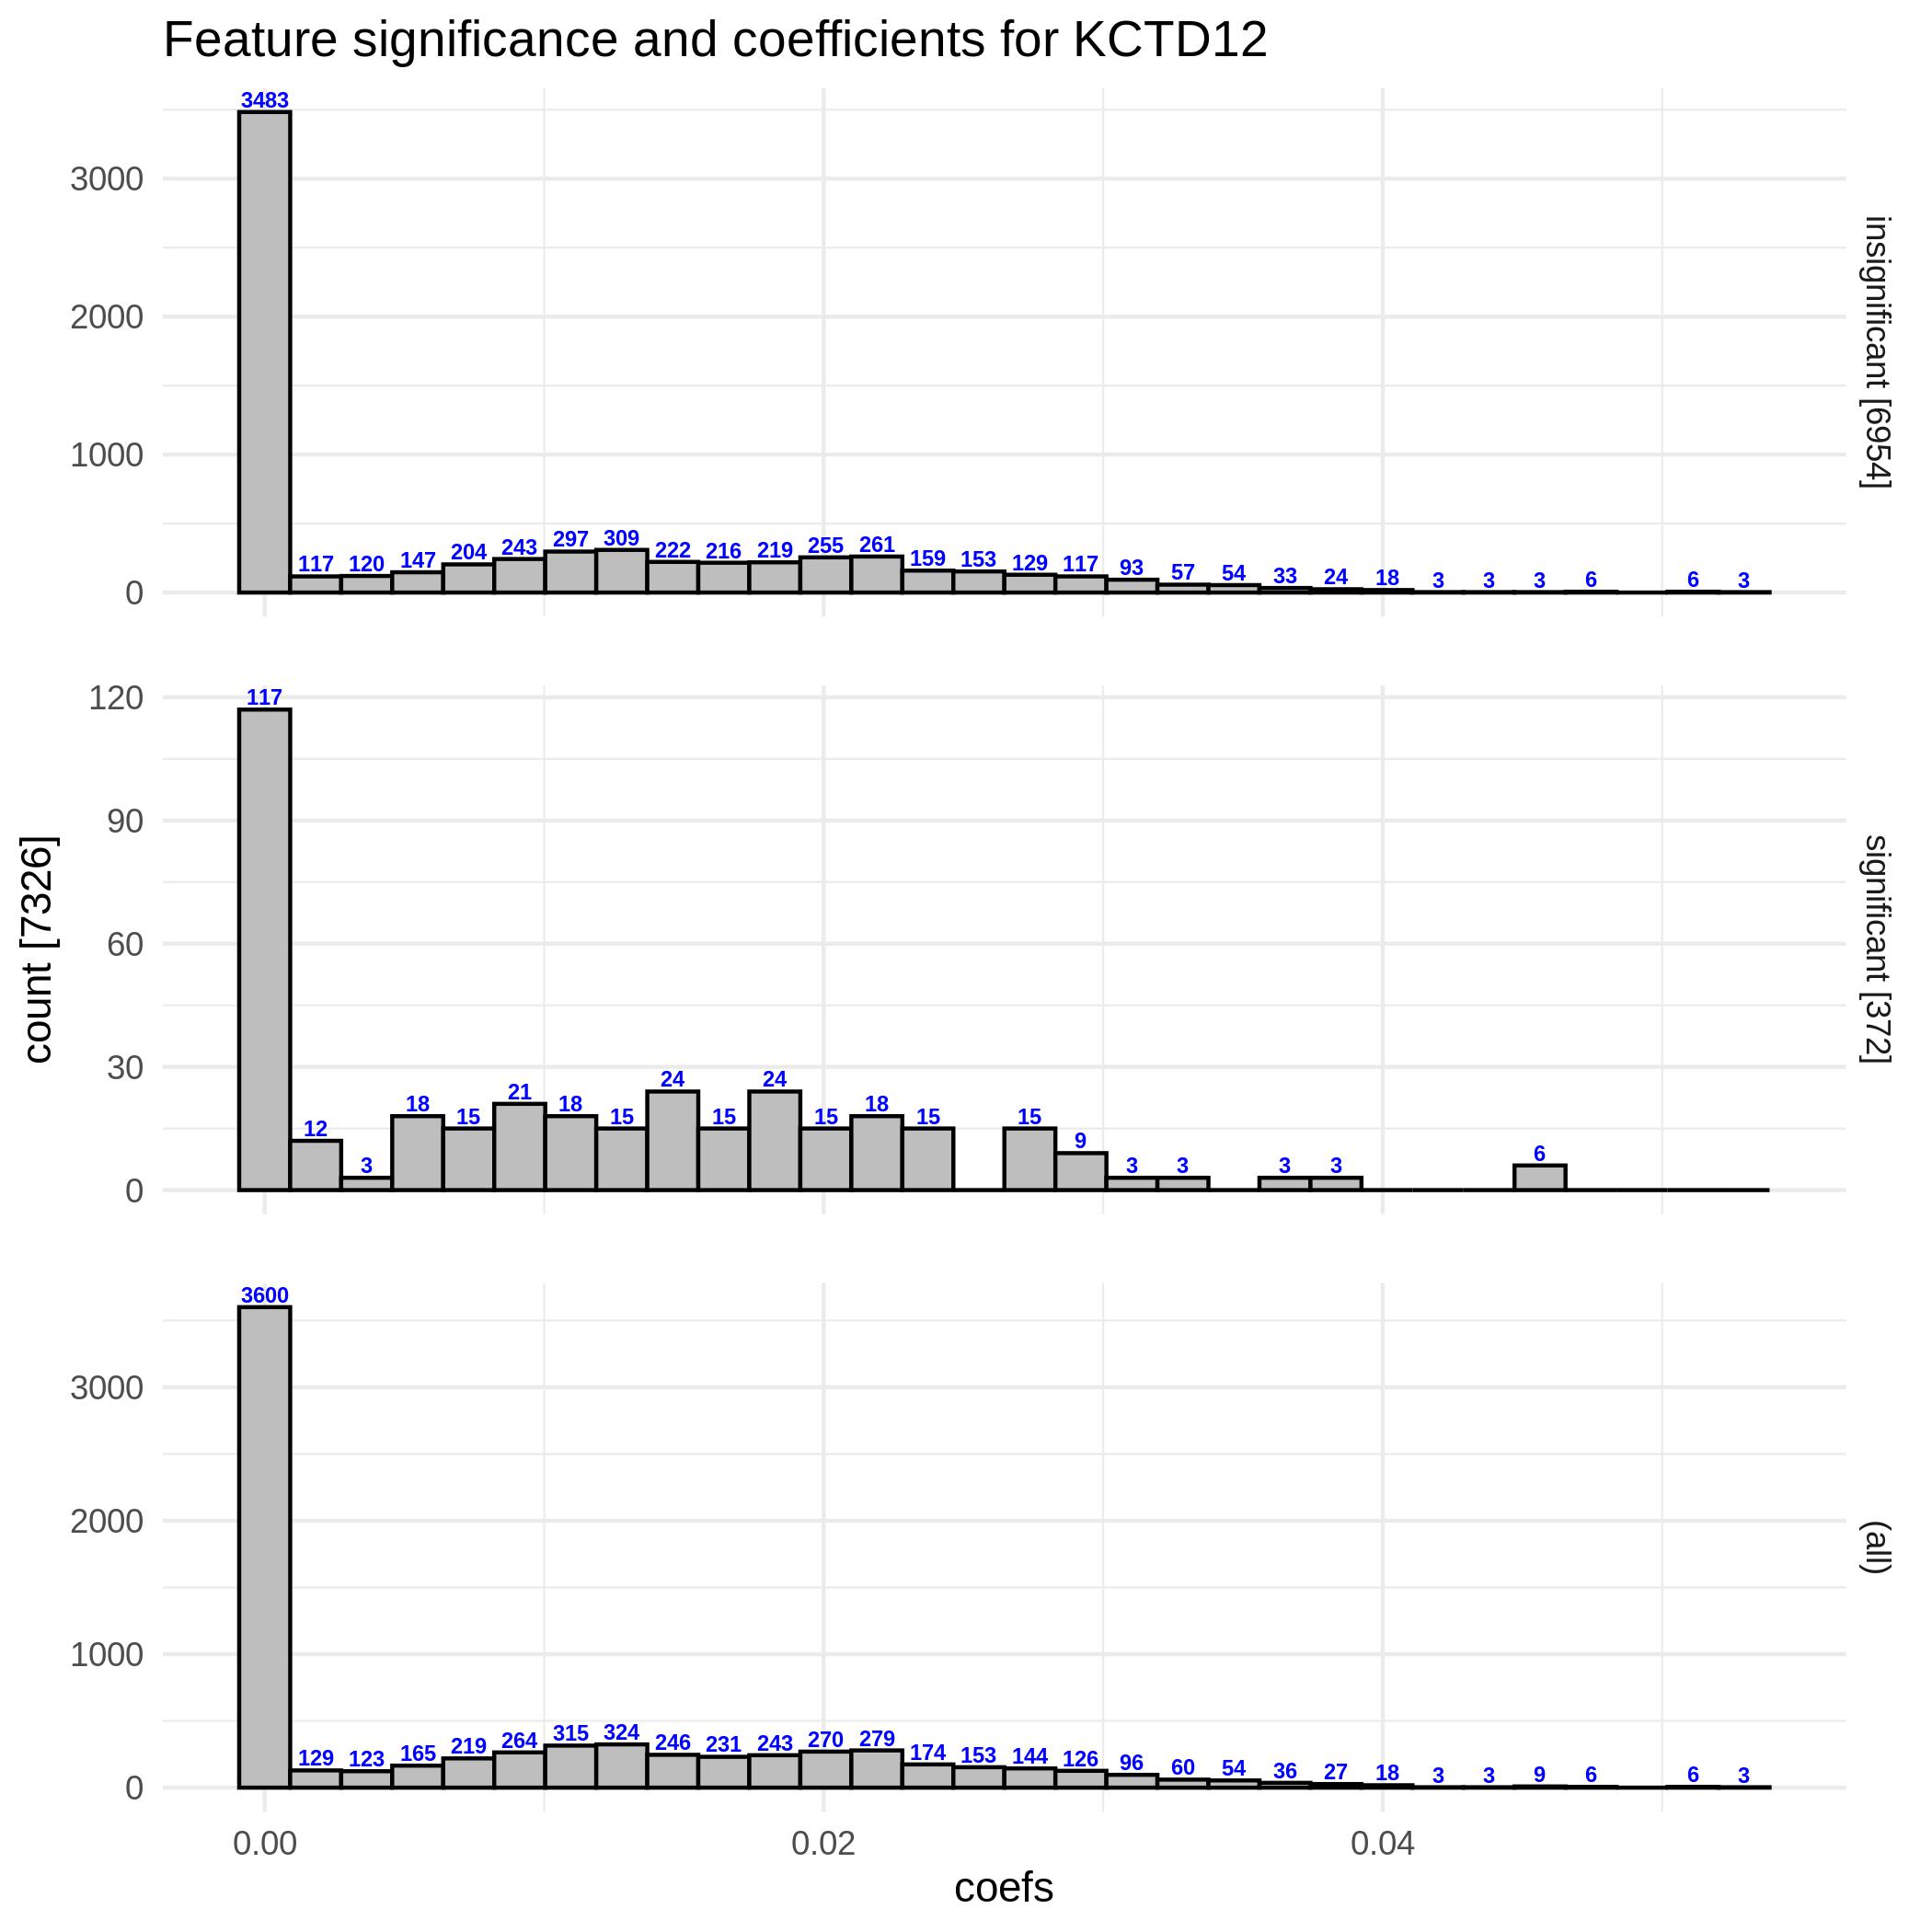 Feature significance and coefficients for KCTD12
3483
3000
2000
1000
0
117 120 147 204 243 297 309 222 216 219 255 261 159 153 129 117 93 57 54 33 24 18 3 3 3 6 6 3
insignificant [6954]
120
90
60
30
0
117 12 3 18 15 21 18 15 24 15 24 15 18 15 15 9 3 3 3 3 6
significant [372]
count [7326]
3600
3000
2000
1000
0
129 123 165 219 264 315 324 246 231 243 270 279 174 153 144 126 96 60 54 36 27 18 3 3 9 6 6 3
(all)
0.00 0.02 0.04
coefs